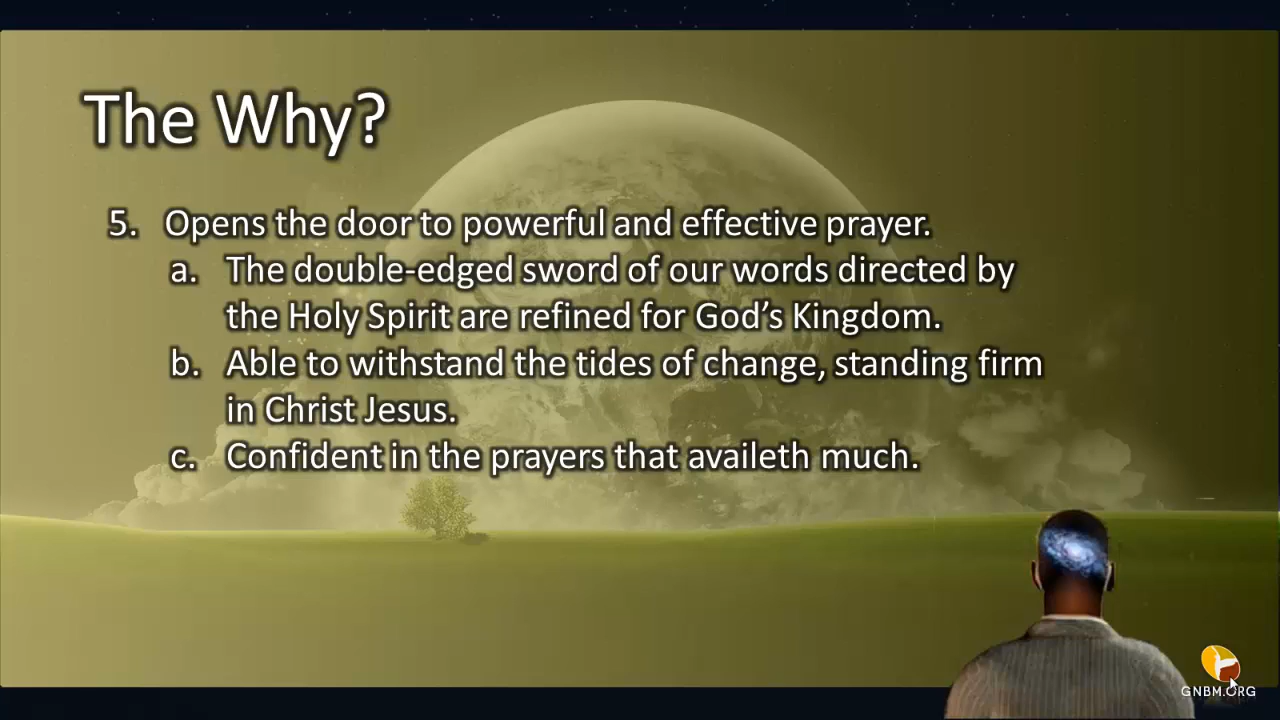 The Why?
5. Opens the door to powerful and effective prayer.
a. The double-edged sword of our words directed by
the Holy Spirit are refined for God's Kingdom.
b. Able to withstand the tides of change, standing firm
in Christ Jesus.
c. Confident in the prayers that availeth much.
GNBM.ORG